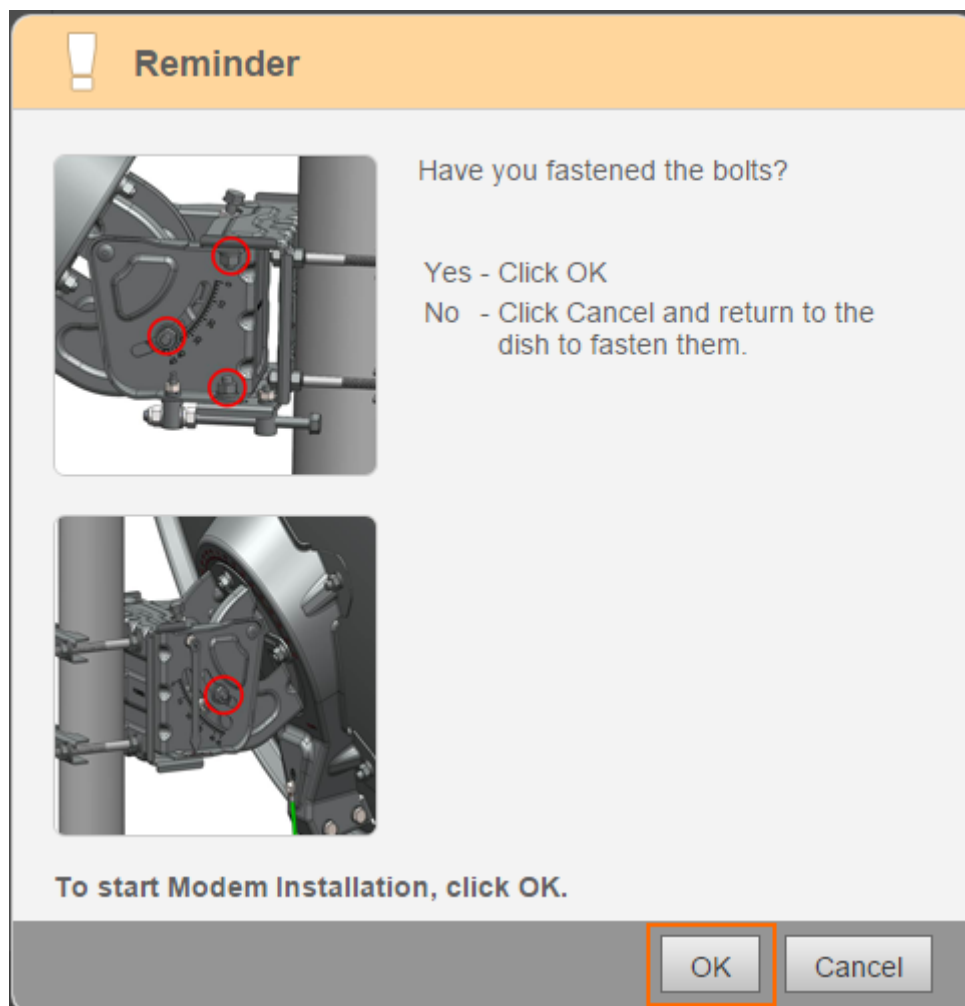 Reminder
Have you fastened the bolts?
Yes - Click OK
No - Click Cancel and return to the
dish to fasten them.
To start Modem Installation, click OK.
OK
Cancel